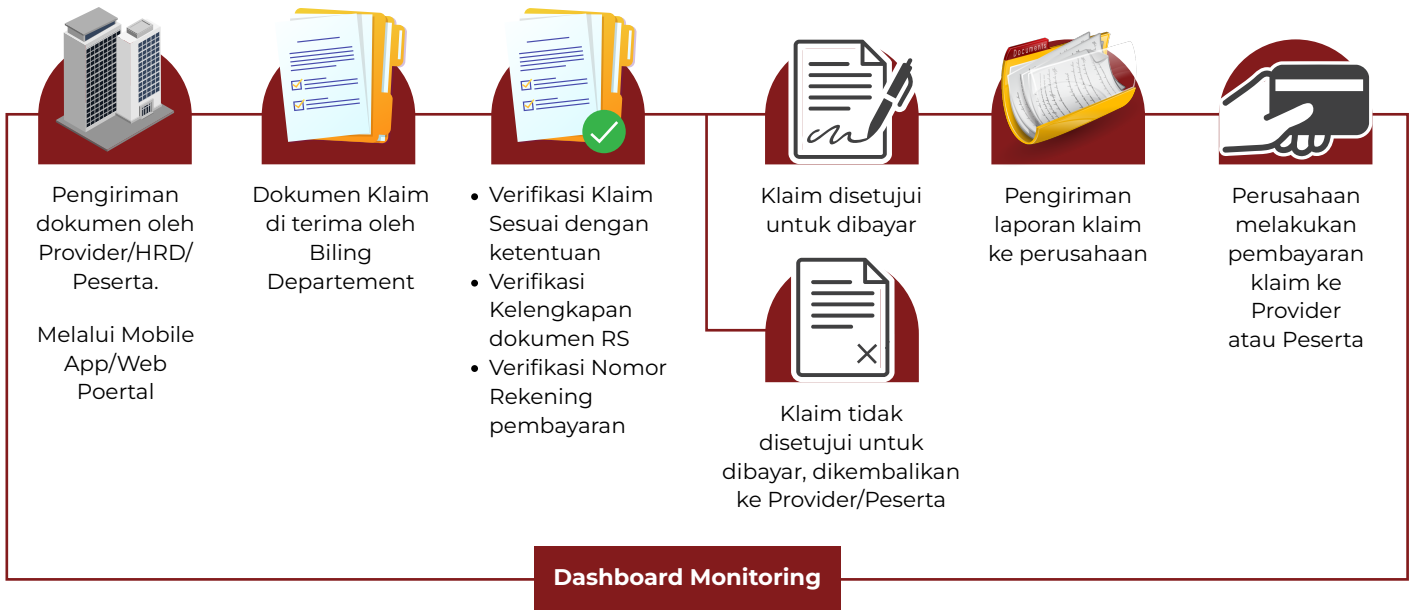 Pengiriman
dokumen oleh
Provider/HRD/
Peserta.
Melalui Mobile
App/Web
Poertal
Dokumen Klaim
di terima oleh
Biling
Departement
• Verifikasi Klaim
Sesuai dengan
ketentuan
• Verifikasi
Kelengkapan
dokumen RS
• Verifikasi Nomor
Rekening
pembayaran
Klaim disetujui
untuk dibayar
Klaim tidak
disetujui untuk
dibayar, dikembalikan
ke Provider/Peserta
Documents
Pengiriman
laporan klaim
ke perusahaan
Perusahaan
melakukan
pembayaran
klaim ke
Provider
atau Peserta
Dashboard Monitoring